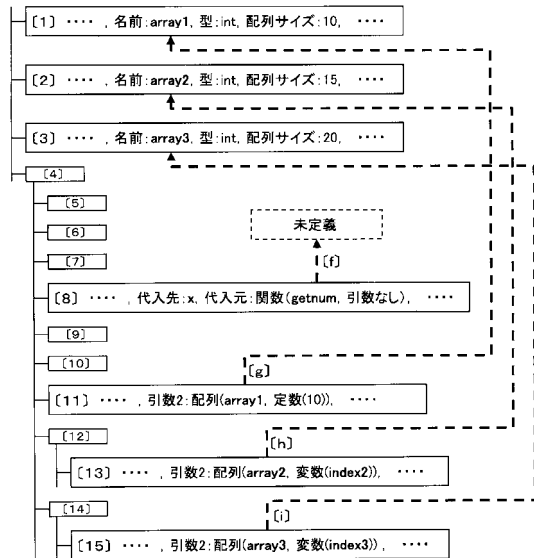 〔1〕 ‥‥ , 名前:array1, 型:int, 配列サイズ:10, ‥‥
〔2〕 ‥‥ , 名前:array2, 型:int, 配列サイズ:15, ‥‥
〔3〕 ‥‥ , 名前:array3, 型:int, 配列サイズ:20, ‥‥
〔4〕
〔5〕
〔6〕
未定義
〔7〕
〔f〕
〔8〕 ‥‥ , 代入先:x, 代入元:関数(getnum, 引数なし), ‥‥
〔9〕
〔10〕
〔g〕
〔11〕 ‥‥ , 引数2:配列(array1, 定数(10)), ‥‥
〔12〕
〔h〕
〔13〕 ‥‥ , 引数2:配列(array2, 変数(index2)), ‥‥
〔14〕
〔i〕
〔15〕 ‥‥ , 引数2:配列(array3, 変数(index3)), ‥‥